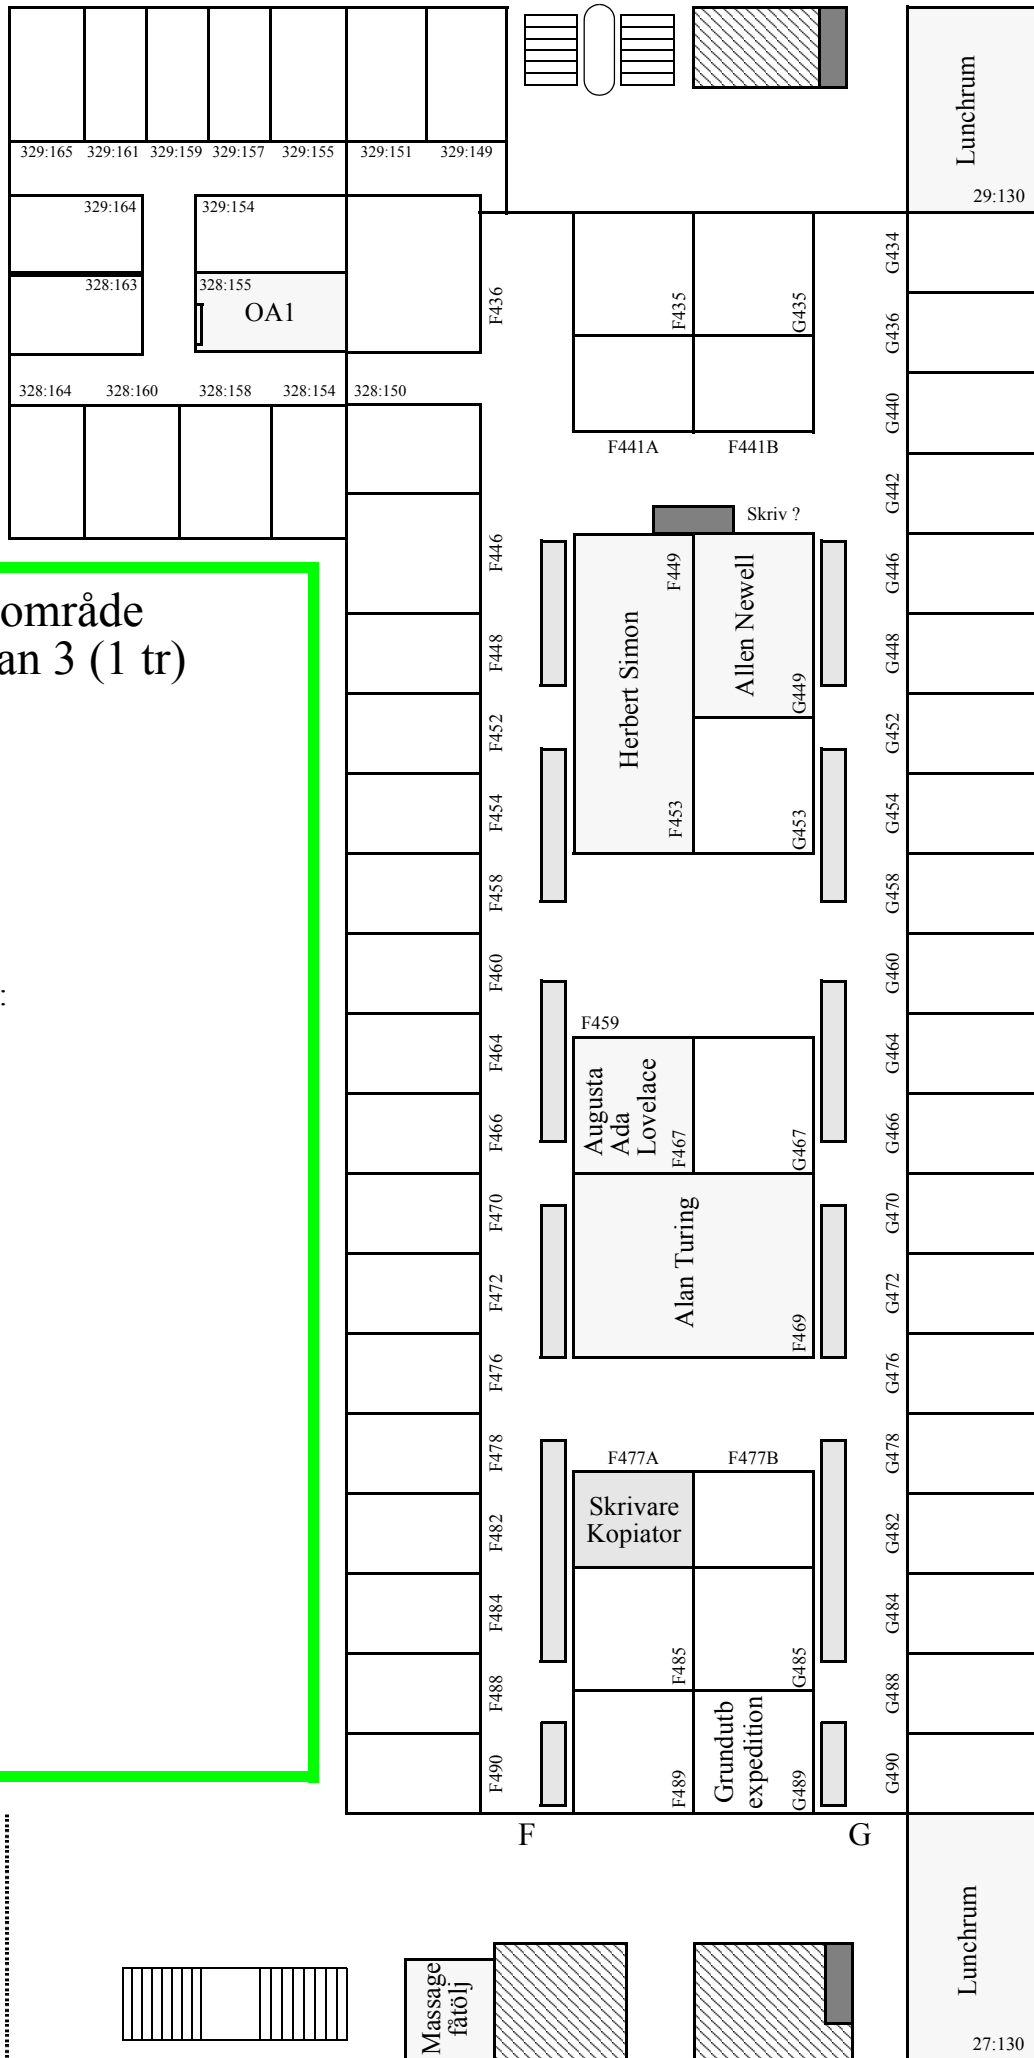 Lunchrum
29:130
329:165
329:161
329:159
329:157
329:155
329:151
329:149
329:164
329:154
328:163
328:155
OA1
328:164
328:160
328:158
328:154
328:150
F436
F435
G435
G434
G436
G440
G442
F441A
F441B
Skriv ?
F446
F448
F452
F454
F458
F460
F464
F466
F470
F472
F476
F478
F482
F484
F488
F490
område
an 3 (1 tr)
:
F449
Herbert Simon
F453
Allen Newell
G449
G453
F459
Augusta
Ada
Lovelace
F467
G467
Alan Turing
F469
F477A
F477B
Skrivare
Kopiator
F485
G485
F489
Grundutb
expedition
G489
G446
G448
G452
G454
G458
G460
G464
G466
G470
G472
G476
G478
G482
G484
G488
G490
F
G
Massage
fåtölj
Lunchrum
27:130